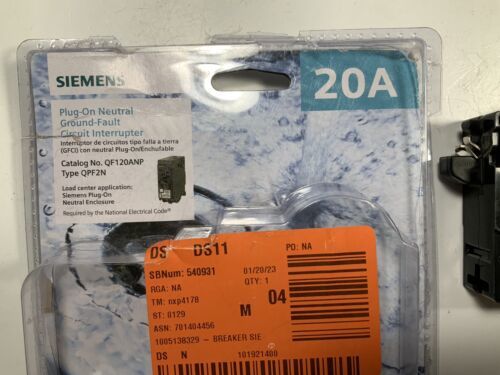 SIEMENS
20A
Plug-On Neutral
Ground-Fault
Circuit Interrupter
Interruptor de circuitos tipo falla a tierra
(GFCI) con neutral Plug-On/Enchufable
Catalog No. QF120ANP
Type QPF2N
Load center application:
Siemens Plug-On
Neutral Enclosure
Required by the National Electrical Code®
DS DS11 PO: NA
SBNum: 540931 01/20/23
RGA: NA QTY: 1
TM: nxp4178
ST: 0129 M 04
ASN: 701404456
1005138329 - BREAKER SIE
DS N 101921480